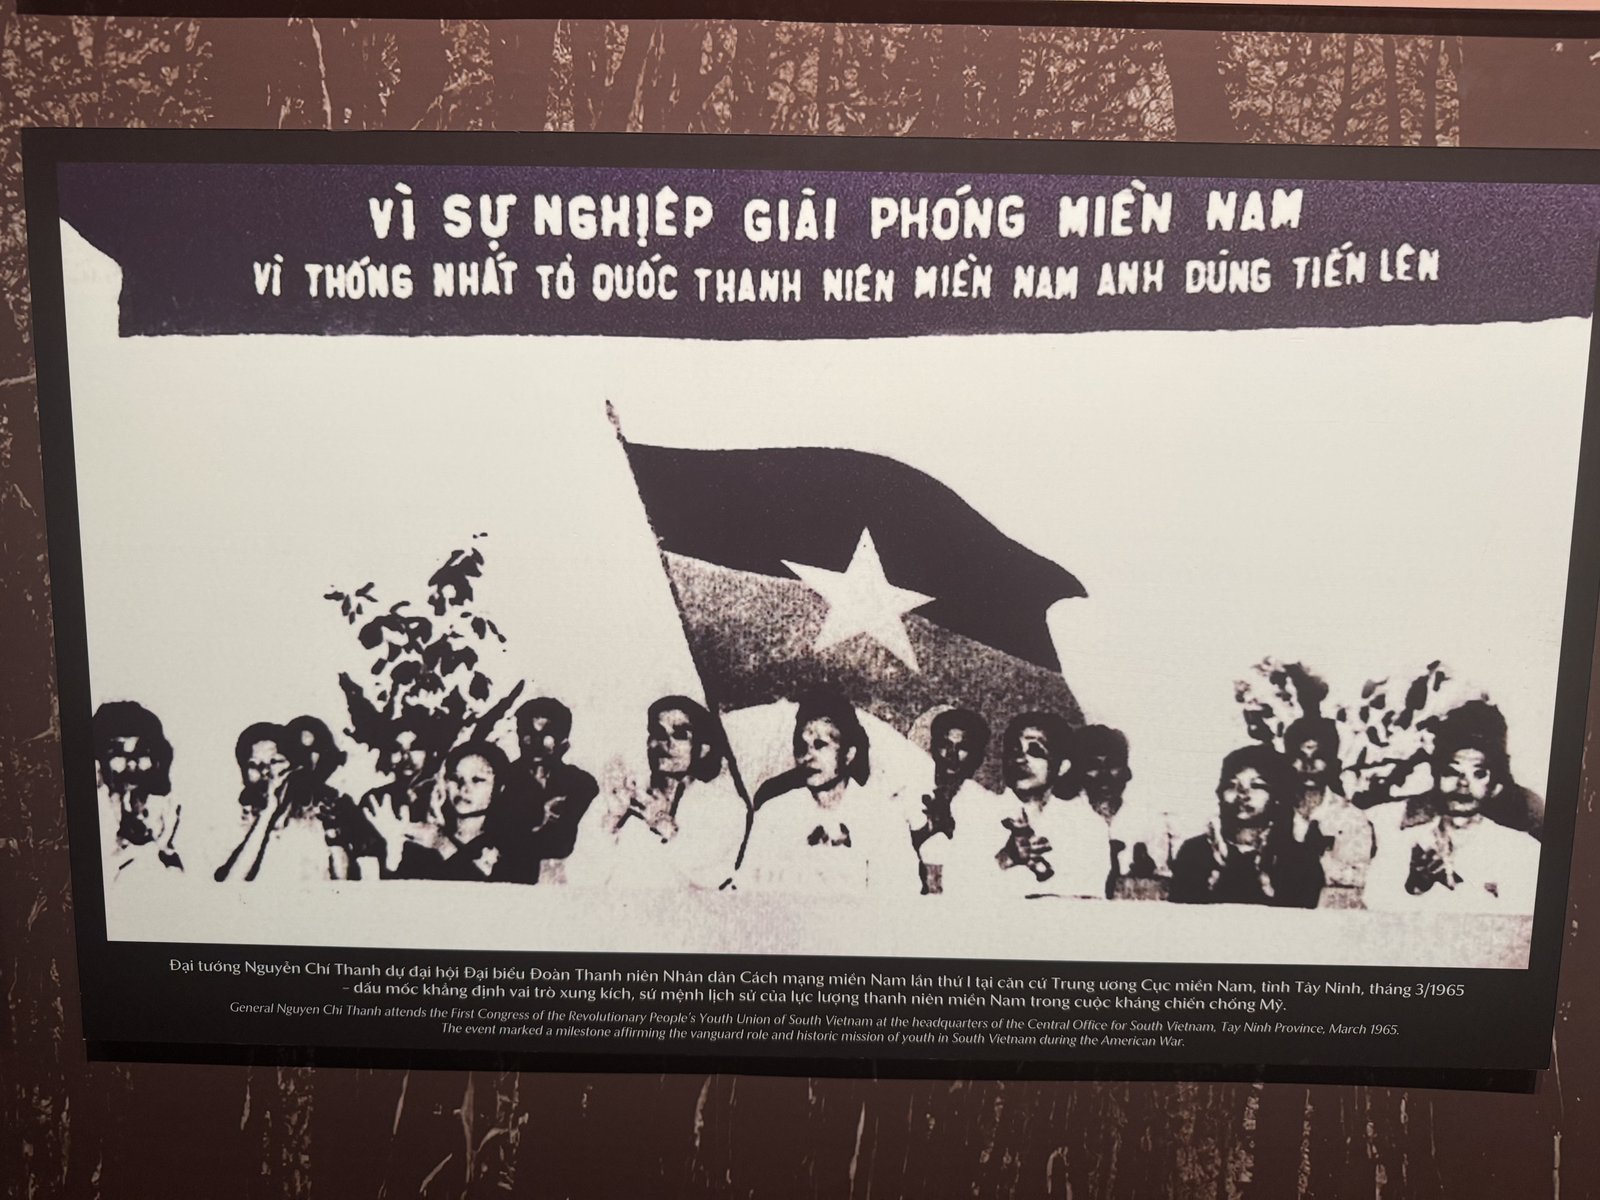 VÌ SỰ NGHIỆP GIẢI PHÓNG MIỀN NAM
VÌ THỐNG NHẤT TỔ QUỐC THANH NIÊN MIỀN NAM ANH DŨNG TIẾN LÊN
Đại tướng Nguyễn Chí Thanh dự đại hội Đại biểu Đoàn Thanh niên Nhân dân Cách mạng miền Nam lần thứ I tại căn cứ Trung ương Cục miền Nam, tỉnh Tây Ninh, tháng 3/1965
– dấu mốc khẳng định vai trò xung kích, sứ mệnh lịch sử của lực lượng thanh niên miền Nam trong cuộc kháng chiến chống Mỹ.
General Nguyen Chi Thanh attends the First Congress of the Revolutionary People's Youth Union of South Vietnam at the headquarters of the Central Office for South Vietnam, Tay Ninh Province, March 1965.
The event marked a milestone affirming the vanguard role and historic mission of youth in South Vietnam during the American War.